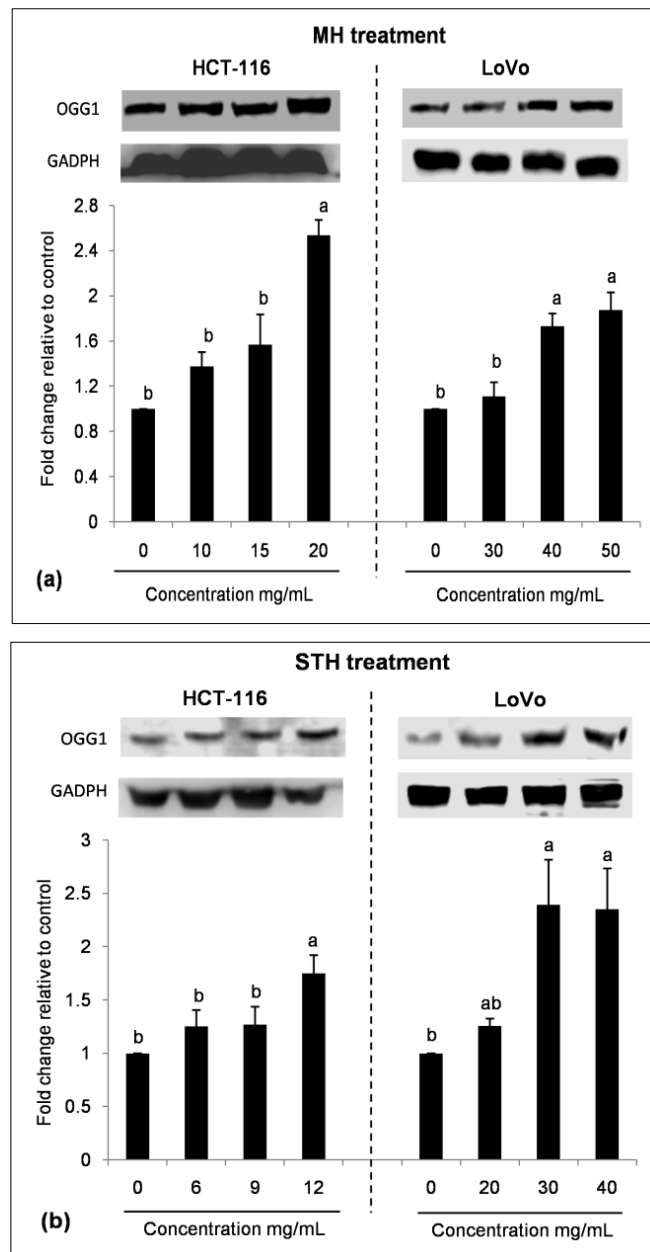 MH treatment
HCT-116 LoVo
OGG1
GADPH
Fold change relative to control
2.8
2.4
2
1.6
1.2
0.8
0.4
0
b b b a b b a a
0 10 15 20 0 30 40 50
(a) Concentration mg/mL Concentration mg/mL
STH treatment
HCT-116 LoVo
OGG1
GADPH
Fold change relative to control
3
2.5
2
1.5
1
0.5
0
b b b a b ab a a
0 6 9 12 0 20 30 40
(b) Concentration mg/mL Concentration mg/mL